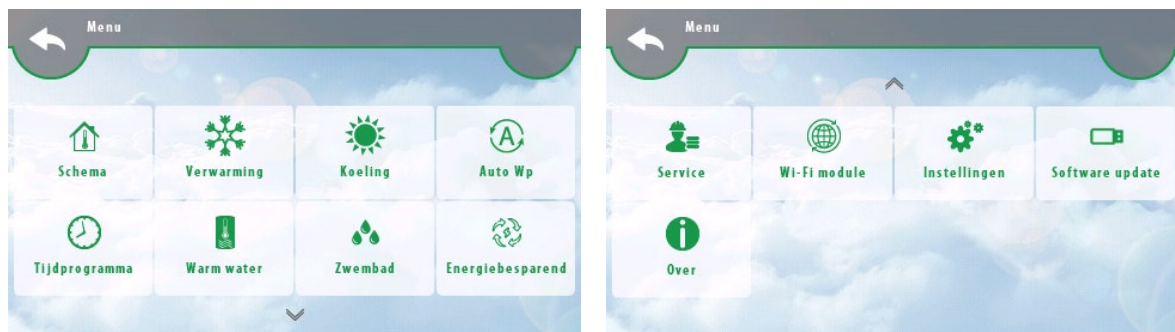 Menu
Schema
Verwarming
Koeling
Auto Wp
Tijdprogramma
Warm water
Zwembad
Energiebesparend
Menu
Service
Wi-Fi module
Instellingen
Software update
Over